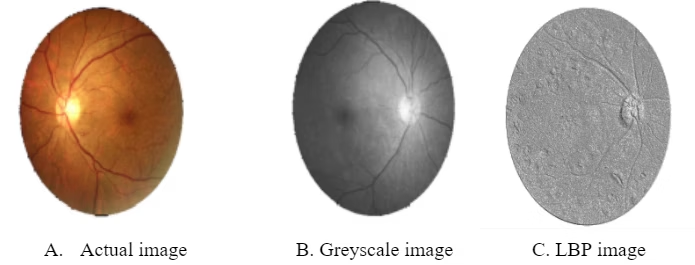 A. Actual image
B. Greyscale image
C. LBP image